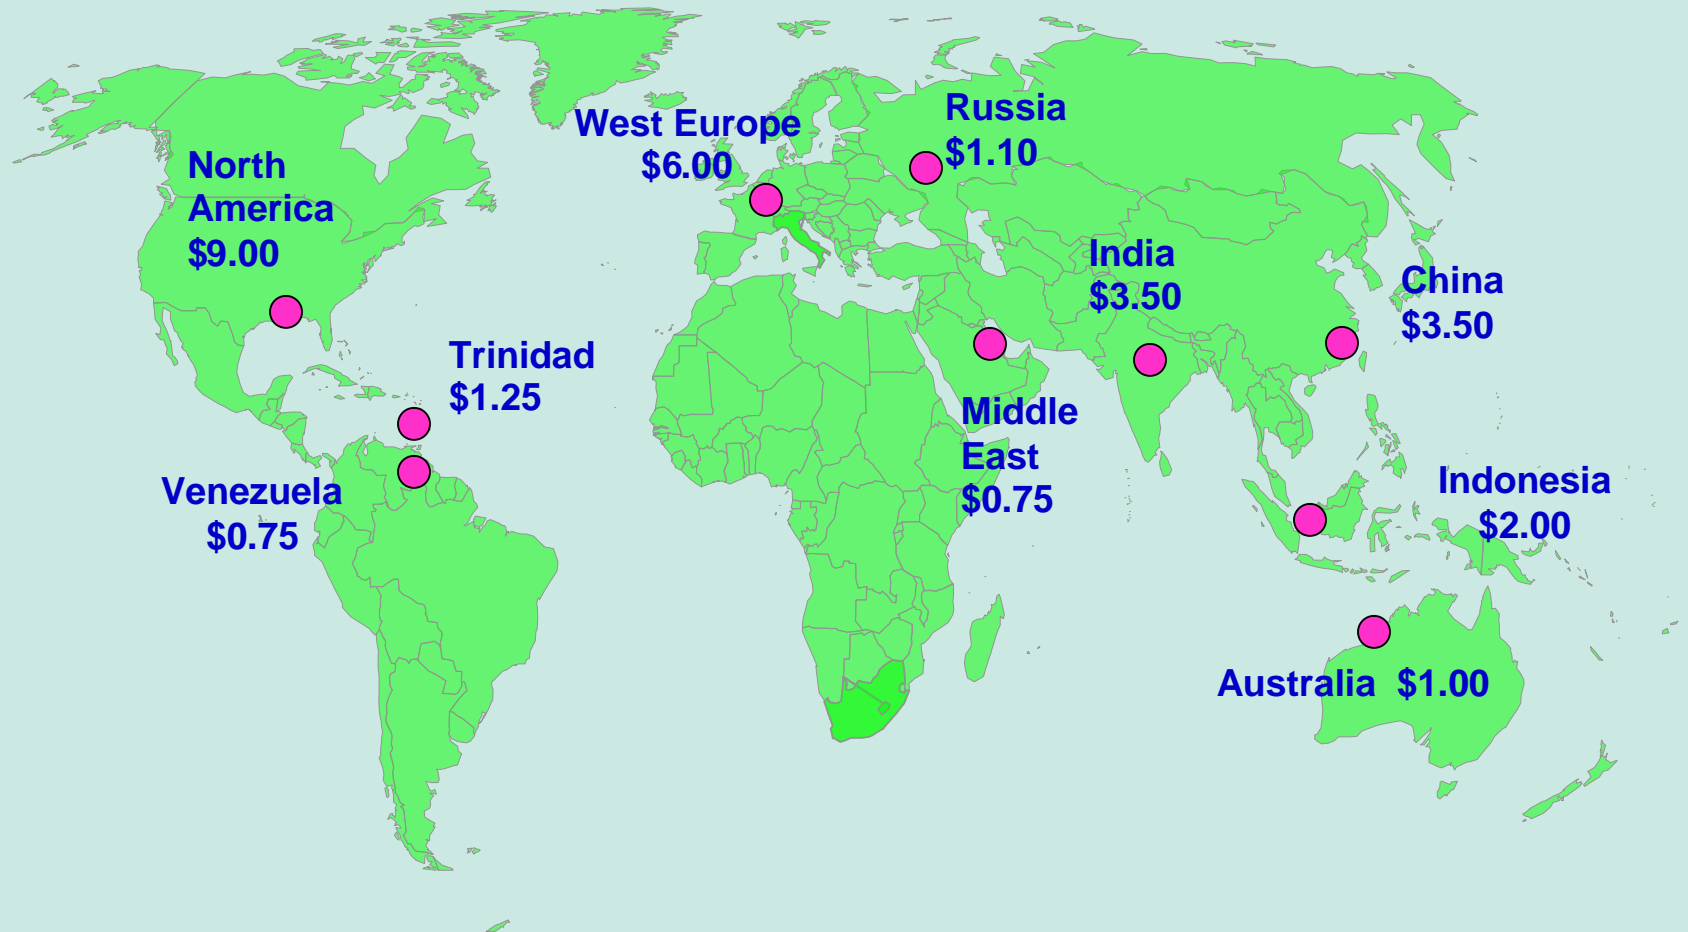 North
America
$9.00
West Europe
$6.00
Russia
$1.10
India
$3.50
China
$3.50
Trinidad
$1.25
Middle
East
$0.75
Venezuela
$0.75
Indonesia
$2.00
Australia $1.00